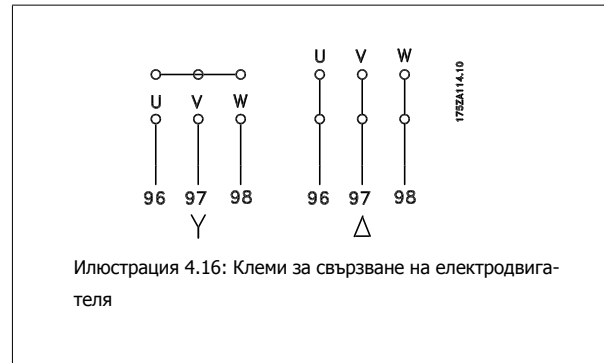 U V W
U V W
175ZA114.10
96 97 98
96 97 98
Y
Δ
Илюстрация 4.16: Клеми за свързване на електродвига-
теля